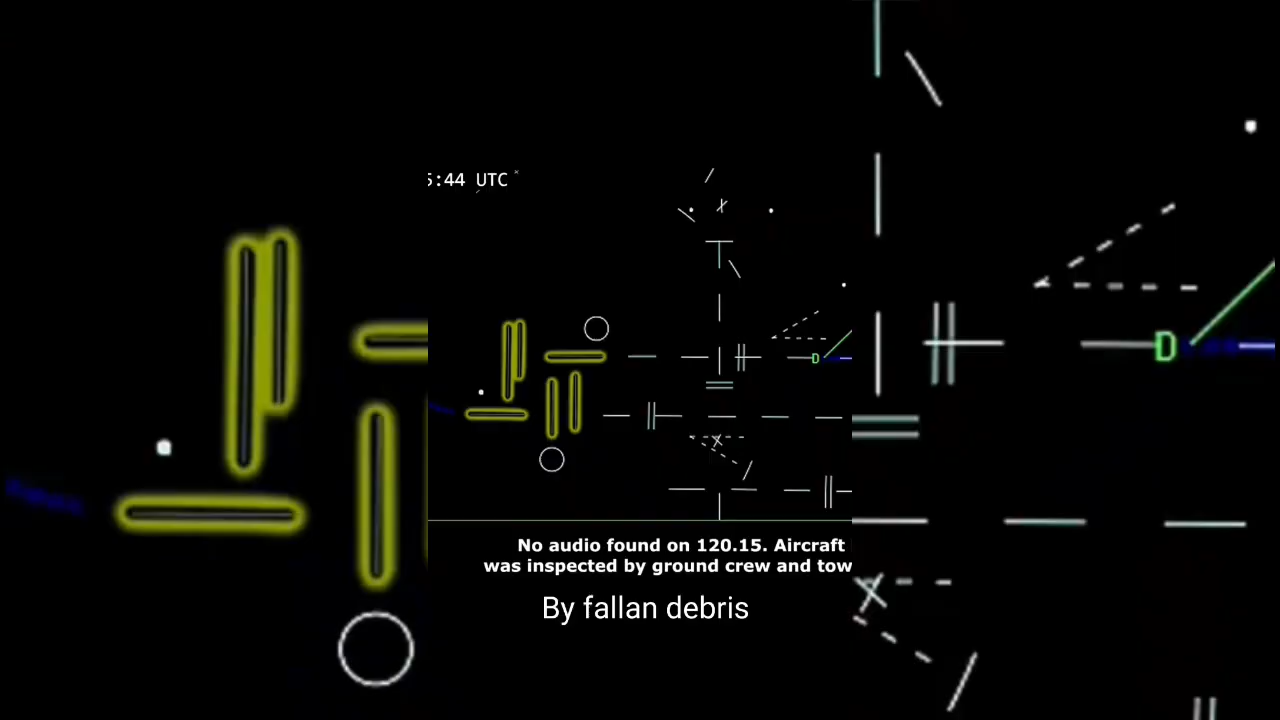 5:44 UTC
D
D
No audio found on 120.15. Aircraft
was inspected by ground crew and tow
By fallan debris